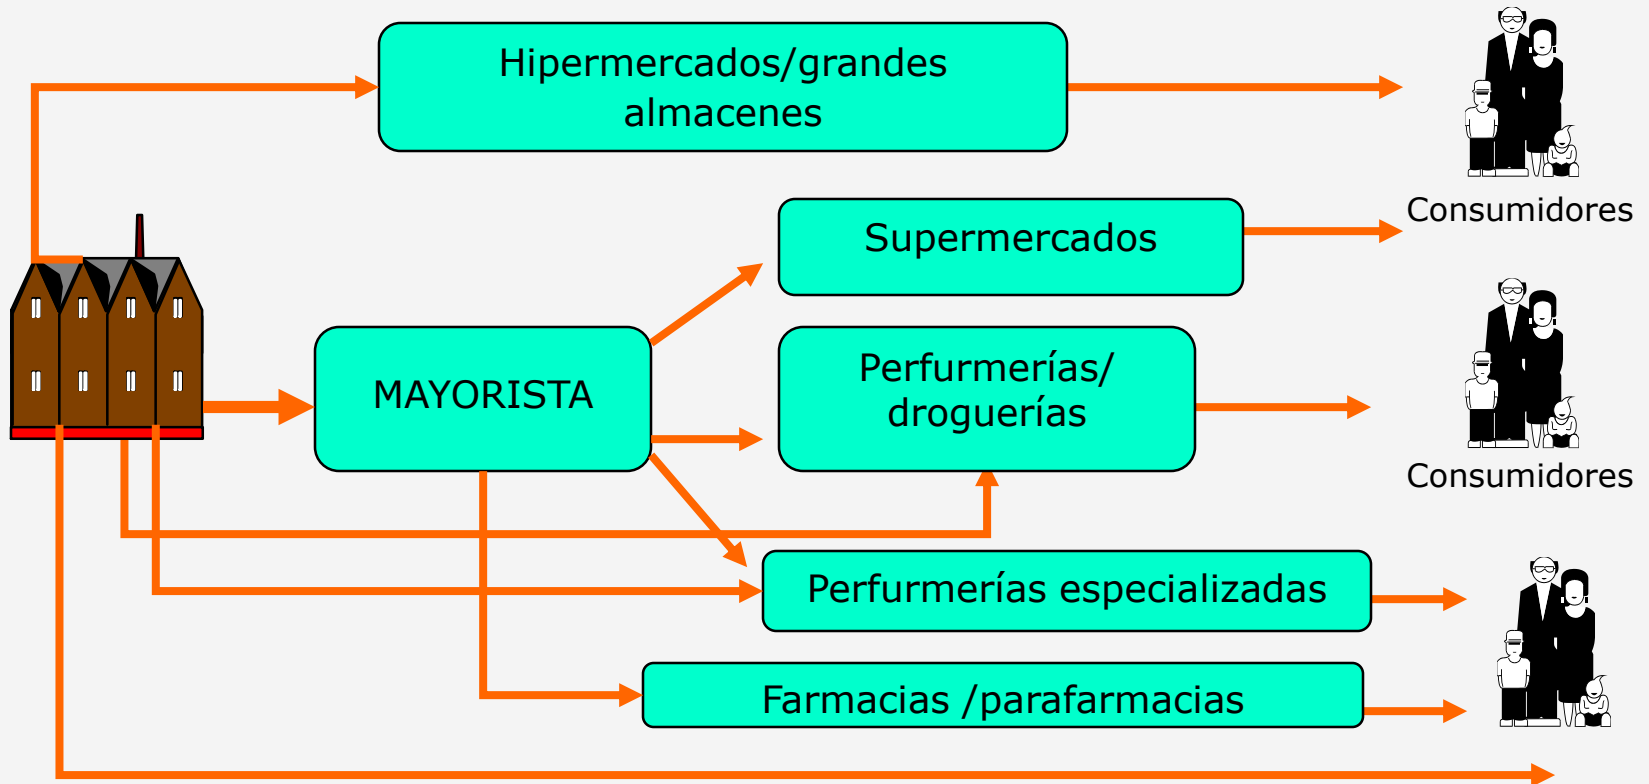 Hipermercados/grandes
almacenes
Consumidores
Supermercados
MAYORISTA
Perfurmerías/
droguerías
Consumidores
Perfurmerías especializadas
Farmacias /parafarmacias